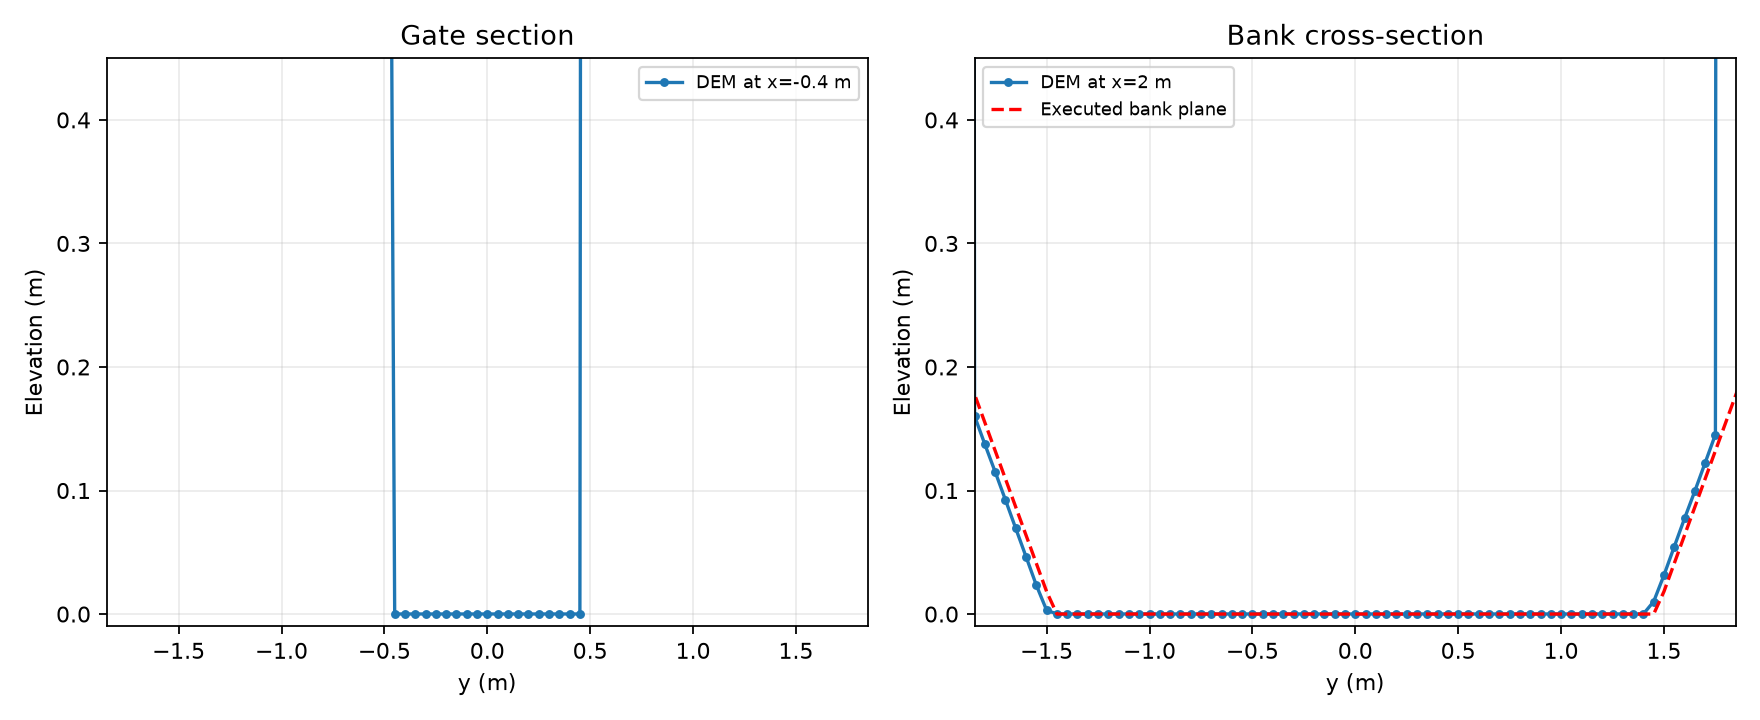 Gate section
DEM at x=-0.4 m
Elevation (m)
0.4
0.3
0.2
0.1
0.0
−1.5 −1.0 −0.5 0.0 0.5 1.0 1.5
y (m)
Bank cross-section
DEM at x=2 m
Executed bank plane
Elevation (m)
0.4
0.3
0.2
0.1
0.0
−1.5 −1.0 −0.5 0.0 0.5 1.0 1.5
y (m)